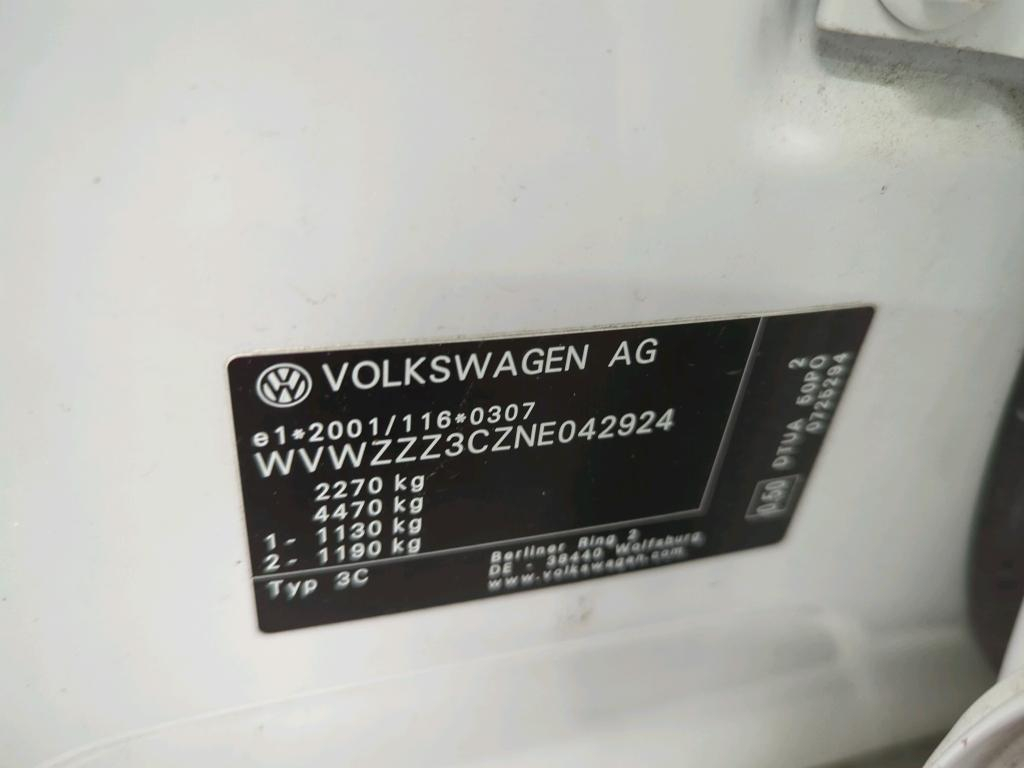 VOLKSWAGEN AG
e1*2001/116*0307
WVWZZZ3CZNE042924
2270 kg
4470 kg
1- 1130 kg
2- 1190 kg
Typ 3C
Berliner Ring 2
DE - 38440 Wolfsburg
www.volkswagen.com
0.50 DTUA 50PO 2
0725294